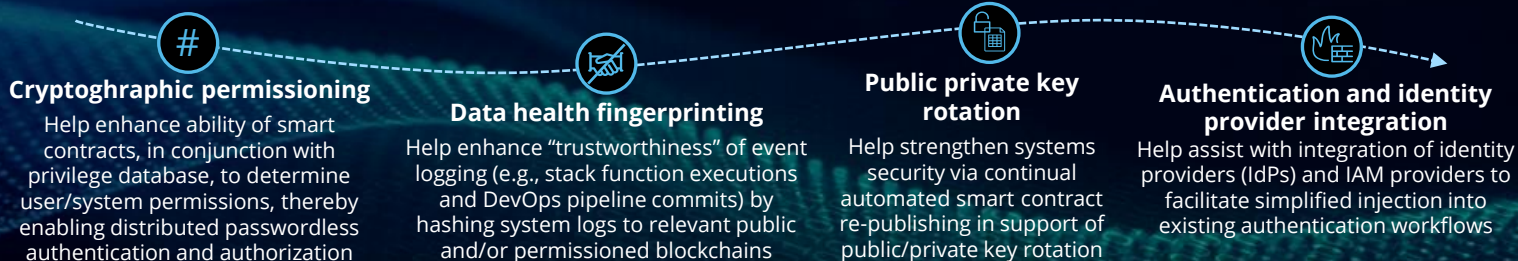 #
Cryptoghraphic permissioning
Help enhance ability of smart
contracts, in conjunction with
privilege database, to determine
user/system permissions, thereby
enabling distributed passwordless
authentication and authorization
Data health fingerprinting
Help enhance “trustworthiness” of event
logging (e.g., stack function executions
and DevOps pipeline commits) by
hashing system logs to relevant public
and/or permissioned blockchains
Public private key
rotation
Help strengthen systems
security via continual
automated smart contract
re-publishing in support of
public/private key rotation
Authentication and identity
provider integration
Help assist with integration of identity
providers (IdPs) and IAM providers to
facilitate simplified injection into
existing authentication workflows